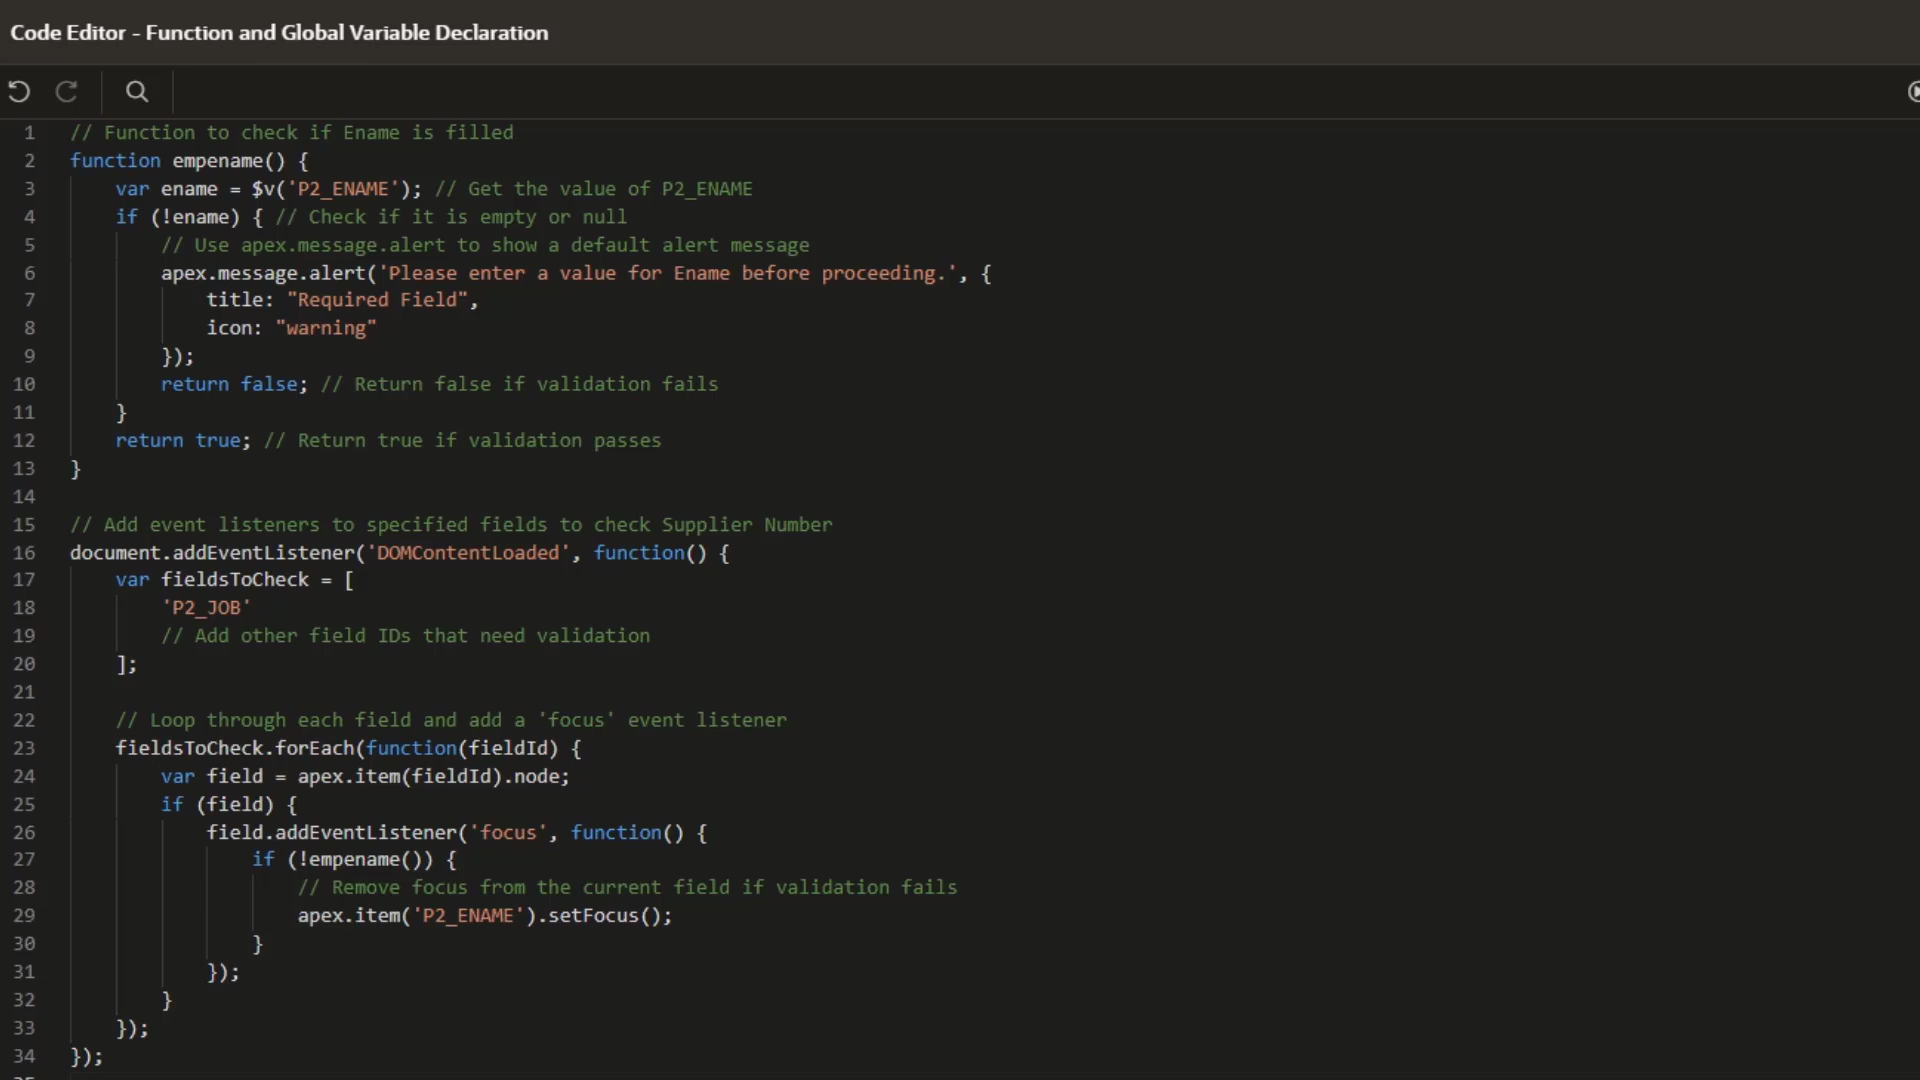 Code Editor - Function and Global Variable Declaration
1 // Function to check if Ename is filled
2 function empename() {
3     var ename = $v('P2_ENAME'); // Get the value of P2_ENAME
4     if (!ename) { // Check if it is empty or null
5         // Use apex.message.alert to show a default alert message
6         apex.message.alert('Please enter a value for Ename before proceeding.', {
7             title: "Required Field",
8             icon: "warning"
9         });
10         return false; // Return false if validation fails
11     }
12     return true; // Return true if validation passes
13 }
14
15 // Add event listeners to specified fields to check Supplier Number
16 document.addEventListener('DOMContentLoaded', function() {
17     var fieldsToCheck = [
18         'P2_JOB'
19         // Add other field IDs that need validation
20     ];
21
22     // Loop through each field and add a 'focus' event listener
23     fieldsToCheck.forEach(function(fieldId) {
24         var field = apex.item(fieldId).node;
25         if (field) {
26             field.addEventListener('focus', function() {
27                 if (!empename()) {
28                     // Remove focus from the current field if validation fails
29                     apex.item('P2_ENAME').setFocus();
30                 }
31             });
32         }
33     });
34 });